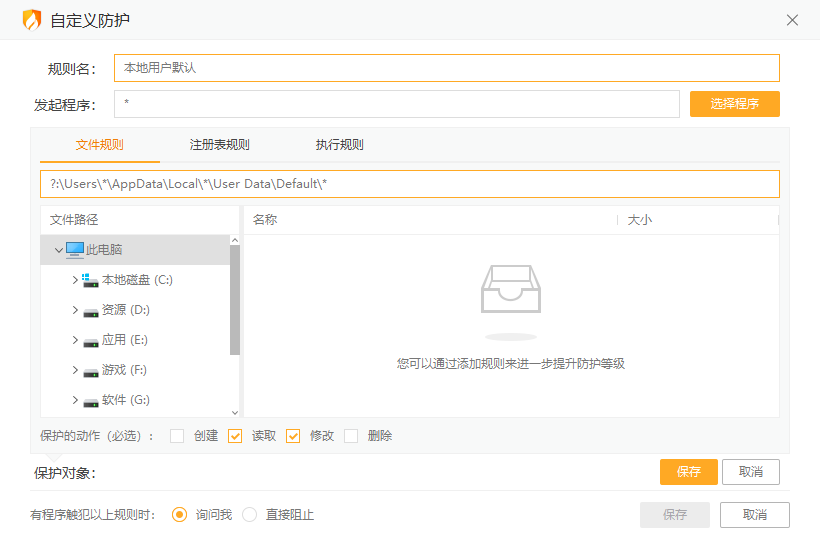 自定义防护
规则名： 本地用户默认
发起程序： * 选择程序
文件规则 注册表规则 执行规则
?:\Users\*\AppData\Local\*\User Data\Default\*
文件路径 名称 大小
此电脑
本地磁盘 (C:)
资源 (D:)
应用 (E:)
游戏 (F:)
软件 (G:)
您可以通过添加规则来进一步提升防护等级
保护的动作（必选）： 创建 读取 修改 删除
保护对象： 保存 取消
有程序触犯以上规则时： 询问我 直接阻止 保存 取消